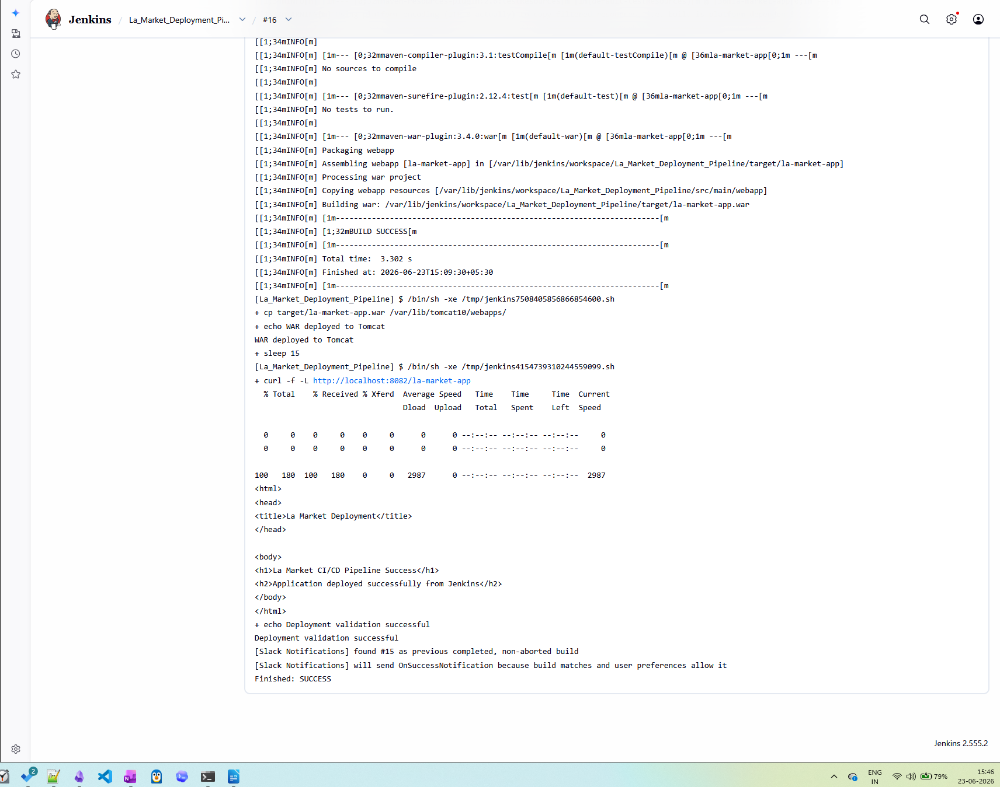 Jenkins / La_Market_Deployment_Pi... / #16
[[1;34mINFO[m]
[[1;34mINFO[m] [1m--- [0;32mmaven-compiler-plugin:3.1:testCompile[m [1m(default-testCompile)[m @ [36mla-market-app[0;1m ---[m
[[1;34mINFO[m] No sources to compile
[[1;34mINFO[m]
[[1;34mINFO[m] [1m--- [0;32mmaven-surefire-plugin:2.12.4:test[m [1m(default-test)[m @ [36mla-market-app[0;1m ---[m
[[1;34mINFO[m] No tests to run.
[[1;34mINFO[m]
[[1;34mINFO[m] [1m--- [0;32mmaven-war-plugin:3.4.0:war[m [1m(default-war)[m @ [36mla-market-app[0;1m ---[m
[[1;34mINFO[m] Packaging webapp
[[1;34mINFO[m] Assembling webapp [la-market-app] in [/var/lib/jenkins/workspace/La_Market_Deployment_Pipeline/target/la-market-app]
[[1;34mINFO[m] Processing war project
[[1;34mINFO[m] Copying webapp resources [/var/lib/jenkins/workspace/La_Market_Deployment_Pipeline/src/main/webapp]
[[1;34mINFO[m] Building war: /var/lib/jenkins/workspace/La_Market_Deployment_Pipeline/target/la-market-app.war
[[1;34mINFO[m] [1m------------------------------------------------------------------------[m
[[1;34mINFO[m] [1;32mBUILD SUCCESS[m
[[1;34mINFO[m] [1m------------------------------------------------------------------------[m
[[1;34mINFO[m] Total time:  3.302 s
[[1;34mINFO[m] Finished at: 2026-06-23T15:09:30+05:30
[[1;34mINFO[m] [1m------------------------------------------------------------------------[m
[La_Market_Deployment_Pipeline] $ /bin/sh -xe /tmp/jenkins7508405856866854600.sh
+ cp target/la-market-app.war /var/lib/tomcat10/webapps/
+ echo WAR deployed to Tomcat
WAR deployed to Tomcat
+ sleep 15
[La_Market_Deployment_Pipeline] $ /bin/sh -xe /tmp/jenkins4154739310244559099.sh
+ curl -f -L http://localhost:8082/la-market-app
  % Total    % Received % Xferd  Average Speed   Time    Time     Time  Current
                                 Dload  Upload   Total   Spent    Left  Speed
  0     0   0     0   0     0      0      0 --:--:-- --:--:-- --:--:--     0
  0     0   0     0   0     0      0      0 --:--:-- --:--:-- --:--:--     0
100   180 100   180   0     0   2987      0 --:--:-- --:--:-- --:--:--  2987
<html>
<head>
<title>La Market Deployment</title>
</head>
<body>
<h1>La Market CI/CD Pipeline Success</h1>
<h2>Application deployed successfully from Jenkins</h2>
</body>
</html>
+ echo Deployment validation successful
Deployment validation successful
[Slack Notifications] found #15 as previous completed, non-aborted build
[Slack Notifications] will send OnSuccessNotification because build matches and user preferences allow it
Finished: SUCCESS
Jenkins 2.555.2
2
ENG
IN
79%
15:46
23-06-2026